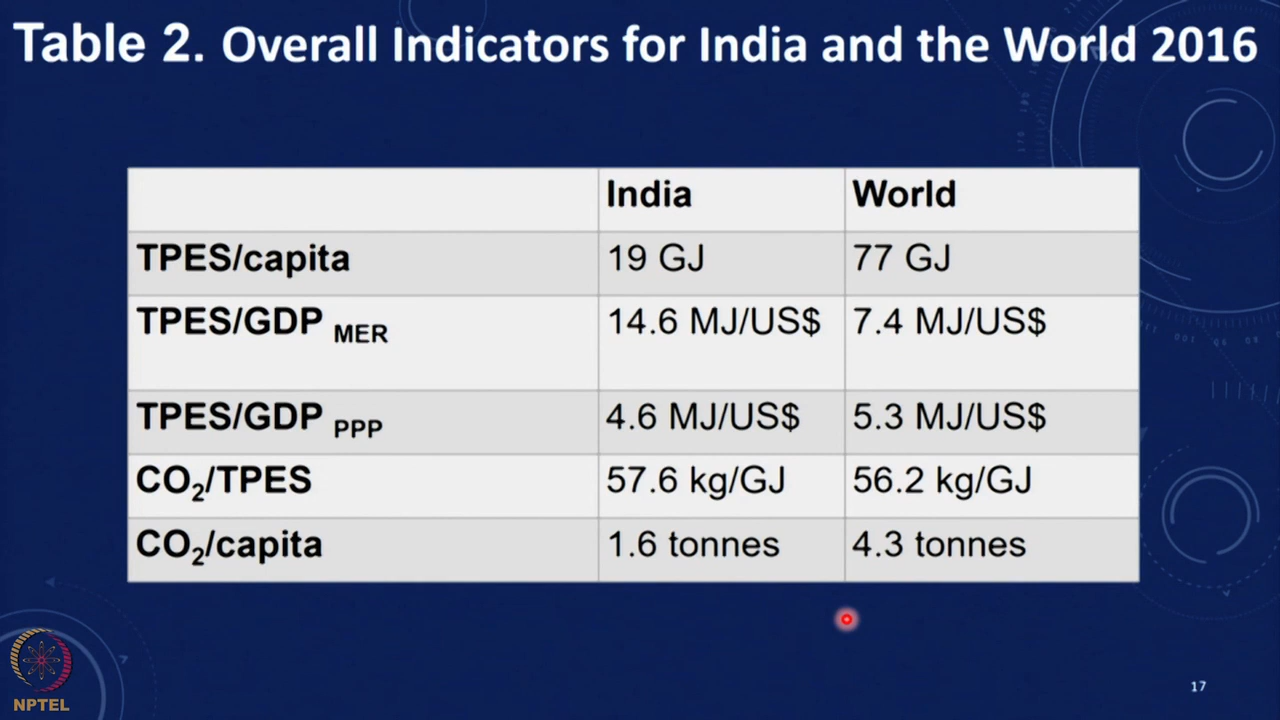 Table 2. Overall Indicators for India and the World 2016
India World
TPES/capita 19 GJ 77 GJ
TPES/GDP MER 14.6 MJ/US$ 7.4 MJ/US$
TPES/GDP PPP 4.6 MJ/US$ 5.3 MJ/US$
CO₂/TPES 57.6 kg/GJ 56.2 kg/GJ
CO₂/capita 1.6 tonnes 4.3 tonnes
17
NPTEL